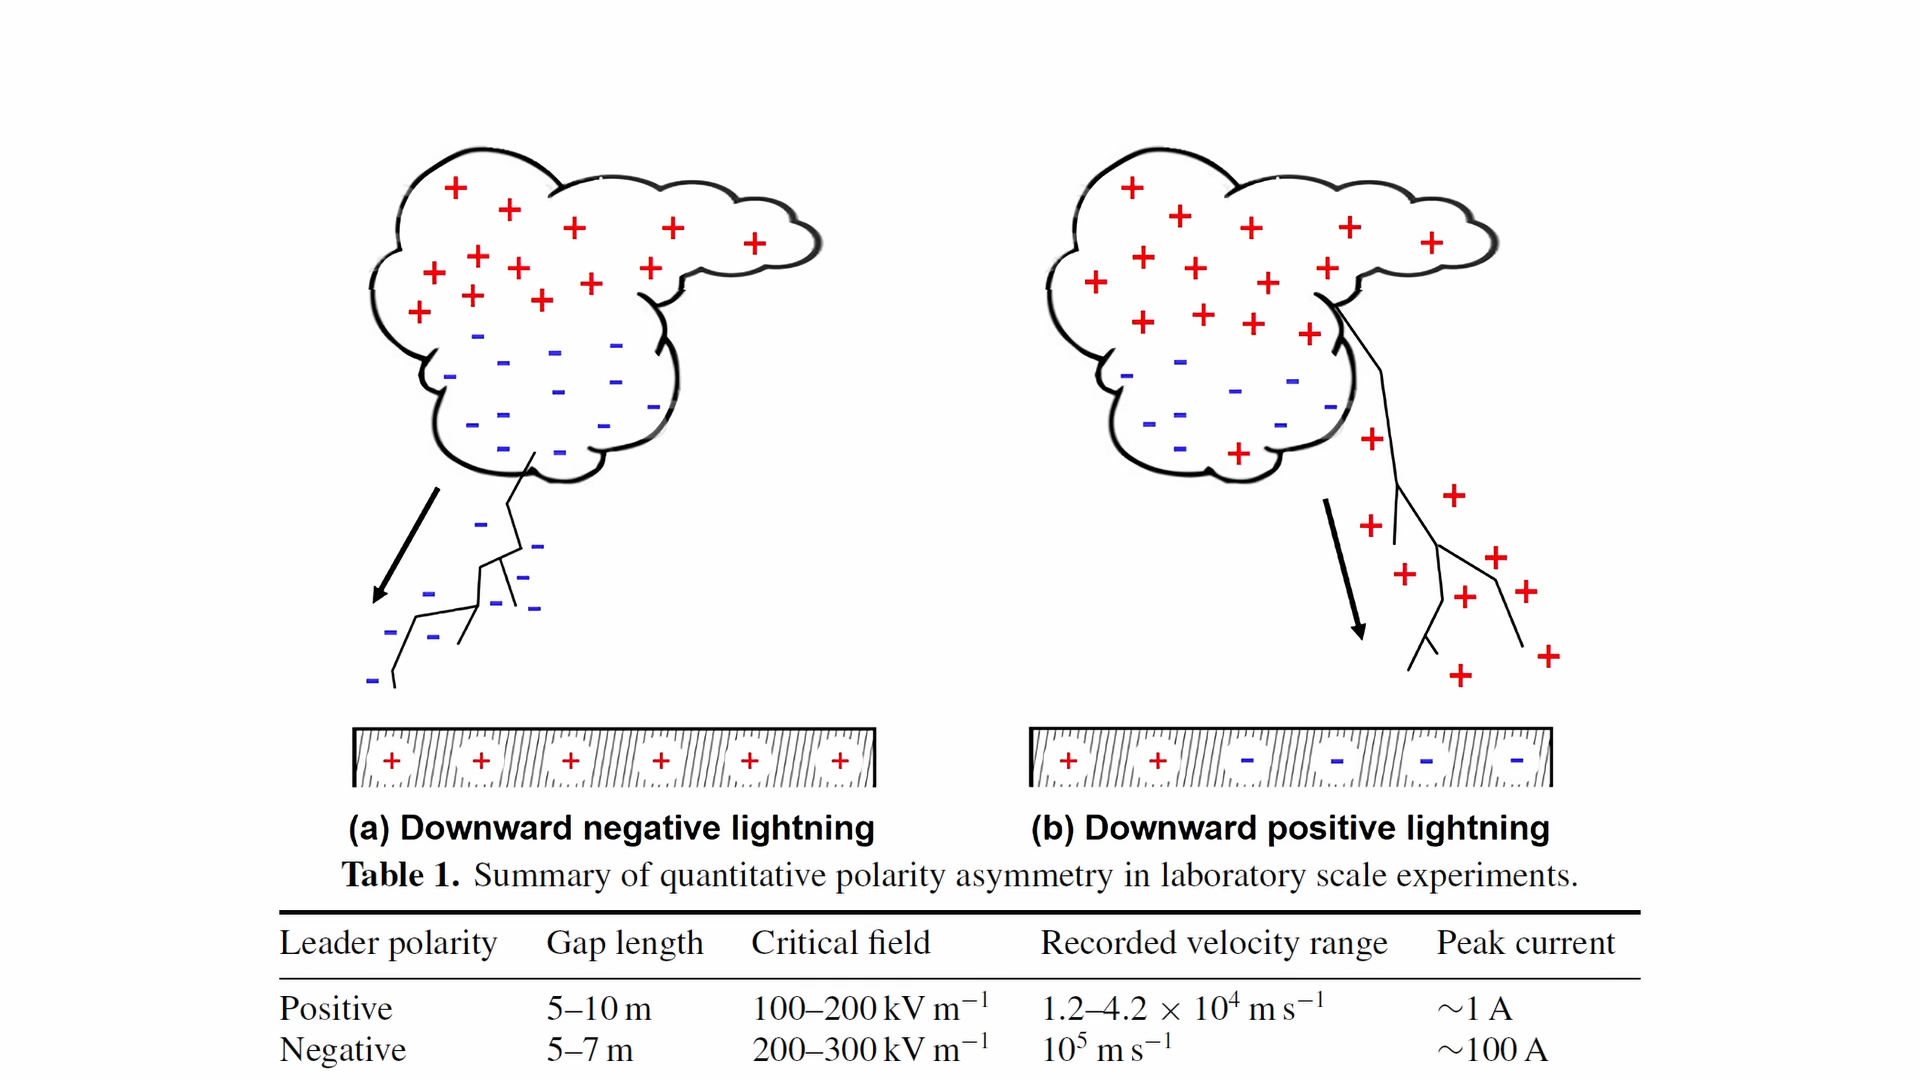 (a) Downward negative lightning
(b) Downward positive lightning
Table 1. Summary of quantitative polarity asymmetry in laboratory scale experiments.
Leader polarity Gap length Critical field Recorded velocity range Peak current
Positive 5–10 m 100–200 kV m⁻¹ 1.2–4.2 × 10⁴ m s⁻¹ ∼1 A
Negative 5–7 m 200–300 kV m⁻¹ 10⁵ m s⁻¹ ∼100 A